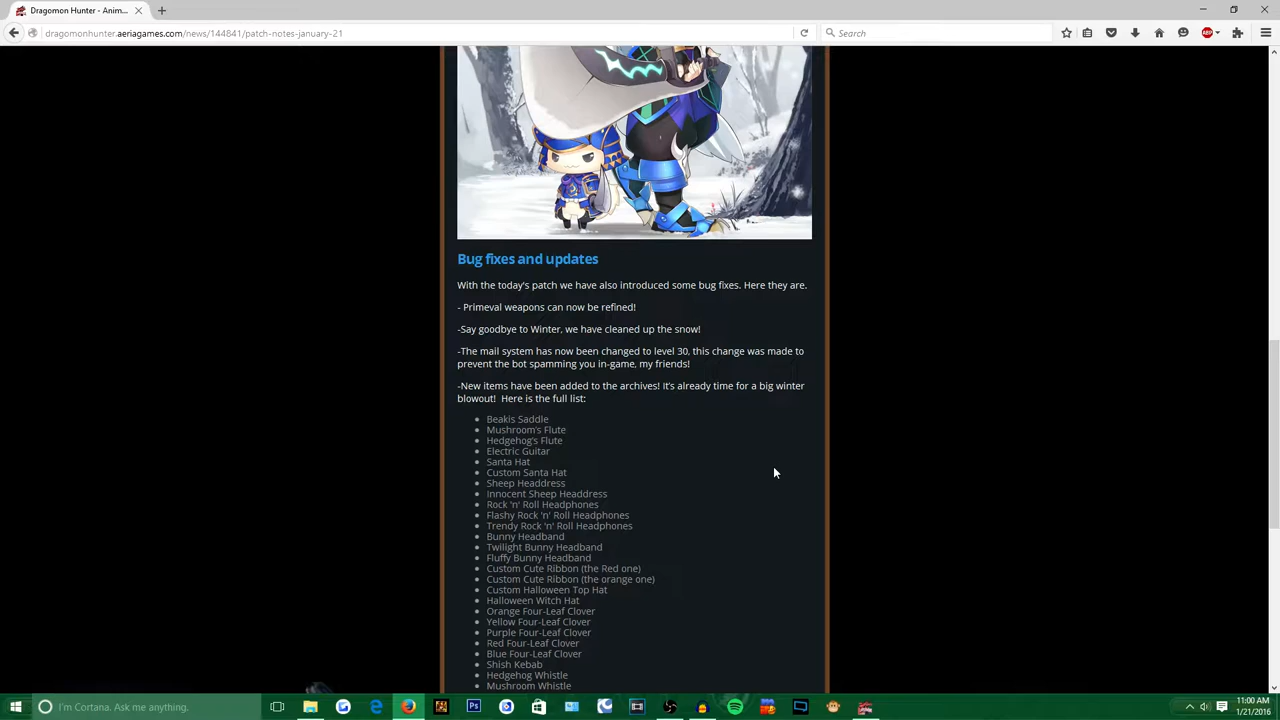 Dragomon Hunter - Anim...
dragomonhunter.aeriagames.com/news/144841/patch-notes-january-21
Search
ABP
Bug fixes and updates
With the today's patch we have also introduced some bug fixes. Here they are.
- Primeval weapons can now be refined!
-Say goodbye to Winter, we have cleaned up the snow!
-The mail system has now been changed to level 30, this change was made to
prevent the bot spamming you in-game, my friends!
-New items have been added to the archives! It's already time for a big winter
blowout!  Here is the full list:
Beakis Saddle
Mushroom's Flute
Hedgehog's Flute
Electric Guitar
Santa Hat
Custom Santa Hat
Sheep Headdress
Innocent Sheep Headdress
Rock 'n' Roll Headphones
Flashy Rock 'n' Roll Headphones
Trendy Rock 'n' Roll Headphones
Bunny Headband
Twilight Bunny Headband
Fluffy Bunny Headband
Custom Cute Ribbon (the Red one)
Custom Cute Ribbon (the orange one)
Custom Halloween Top Hat
Halloween Witch Hat
Orange Four-Leaf Clover
Yellow Four-Leaf Clover
Purple Four-Leaf Clover
Red Four-Leaf Clover
Blue Four-Leaf Clover
Shish Kebab
Hedgehog Whistle
Mushroom Whistle
I'm Cortana. Ask me anything.
Ps
11:00 AM
1/21/2016